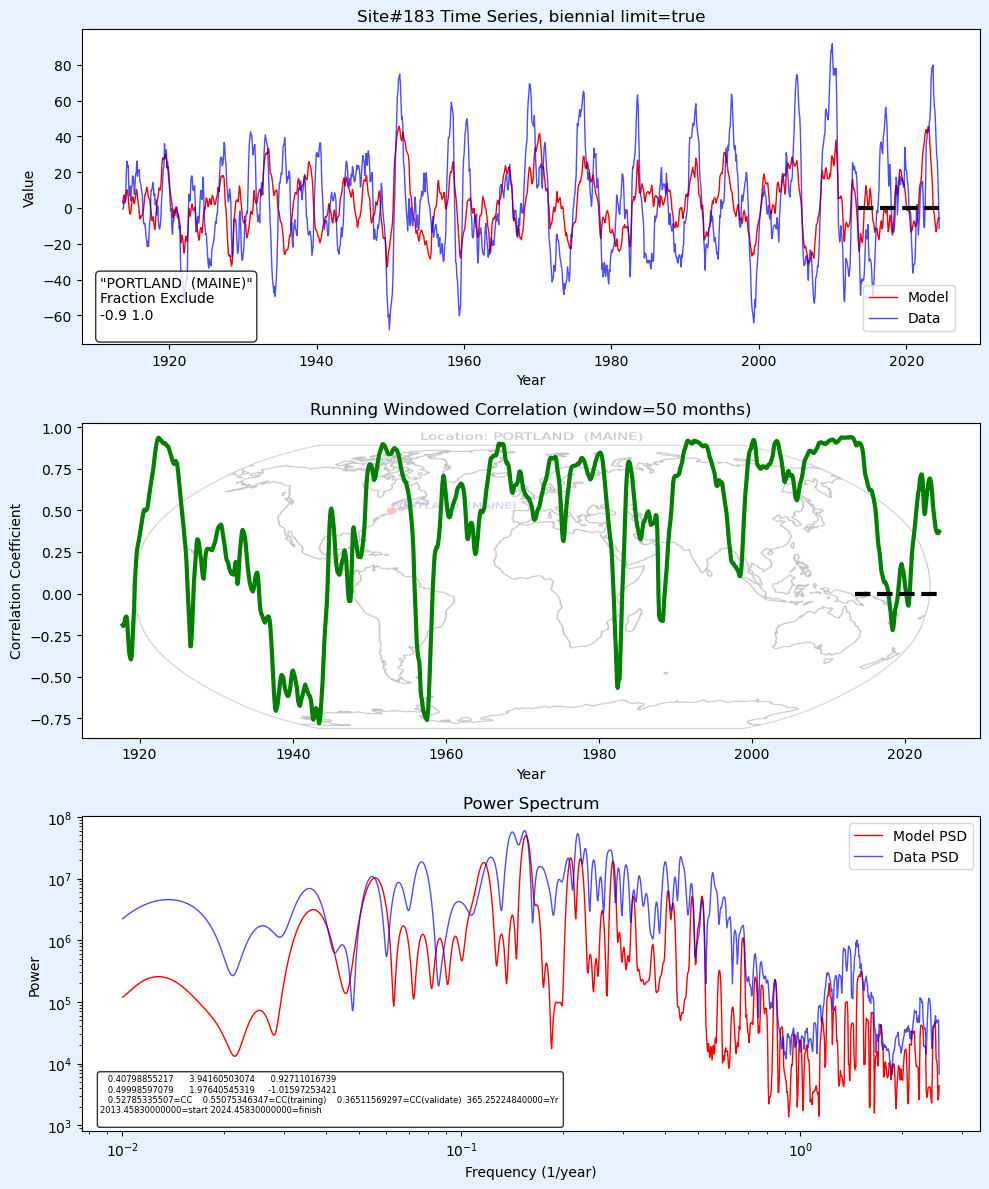 Site#183 Time Series, biennial limit=true
Value
80
60
40
20
0
−20
−40
−60
"PORTLAND  (MAINE)"
Fraction Exclude
-0.9 1.0
Model
Data
1920
1940
1960
1980
2000
2020
Year
Running Windowed Correlation (window=50 months)
Correlation Coefficient
1.00
0.75
0.50
0.25
0.00
−0.25
−0.50
−0.75
Location: PORTLAND  (MAINE)
PORTLAND  (MAINE)
1920
1940
1960
1980
2000
2020
Year
Power Spectrum
Power
10⁸
10⁷
10⁶
10⁵
10⁴
10³
Model PSD
Data PSD
0.40798855217 3.94160503074 0.92711016739
0.49998597079 1.97640545319 -1.01597253421
0.52785335507=CC 0.55075346347=CC(training) 0.36511569297=CC(validate) 365.25224840000=Yr
2013.45830000000=start 2024.45830000000=finish
10⁻²
10⁻¹
10⁰
Frequency (1/year)